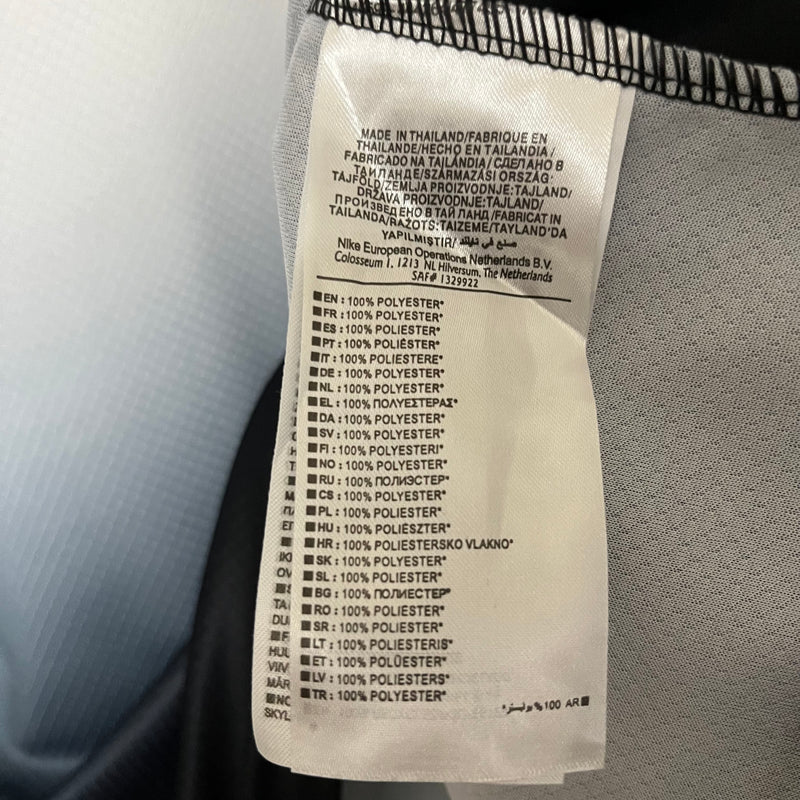 MADE IN THAILAND/FABRIQUE EN
THAILANDE/HECHO EN TAILANDIA/
FABRICADO NA TAILÂNDIA/СДЕЛАНО В
ТАИЛАНДЕ/SZÁRMAZÁSI ORSZÁG:
TAJFÖLD/ZEMLJA PROIZVODNJE:TAJLAND/
DRŽAVA PROIZVODNJE:TAJLAND/
ПРОИЗВЕДЕНО В ТАЙЛАНД/FABRICAT IN
TAILANDA/RAŽOTS:TAIZEME/TAYLAND'DA
YAPILMIŞTIR/ صنع في تايلند
Nike European Operations Netherlands B.V.
Colosseum 1, 1213 NL Hilversum, The Netherlands
SAF# 1329922
EN : 100% POLYESTER*
FR : 100% POLYESTER*
ES : 100% POLIESTER*
PT : 100% POLIÉSTER*
IT : 100% POLIESTERE*
DE : 100% POLYESTER*
NL : 100% POLYESTER*
EL : 100% ΠΟΛΥΕΣΤΕΡΑΣ*
DA : 100% POLYESTER*
SV : 100% POLYESTER*
FI : 100% POLYESTERI*
NO : 100% POLYESTER*
RU : 100% ПОЛИЭСТЕР*
CS : 100% POLYESTER*
PL : 100% POLIESTER*
HU : 100% POLIÉSZTER*
HR : 100% POLIESTERSKO VLAKNO*
SK : 100% POLYESTER*
SL : 100% POLIESTER*
BG : 100% ПОЛИЕСТЕР*
RO : 100% POLIESTER*
SR : 100% POLIESTER*
LT : 100% POLIESTERIS*
ET : 100% POLÜESTER*
LV : 100% POLIESTERS*
TR : 100% POLYESTER*
AR 100 % بوليستر*